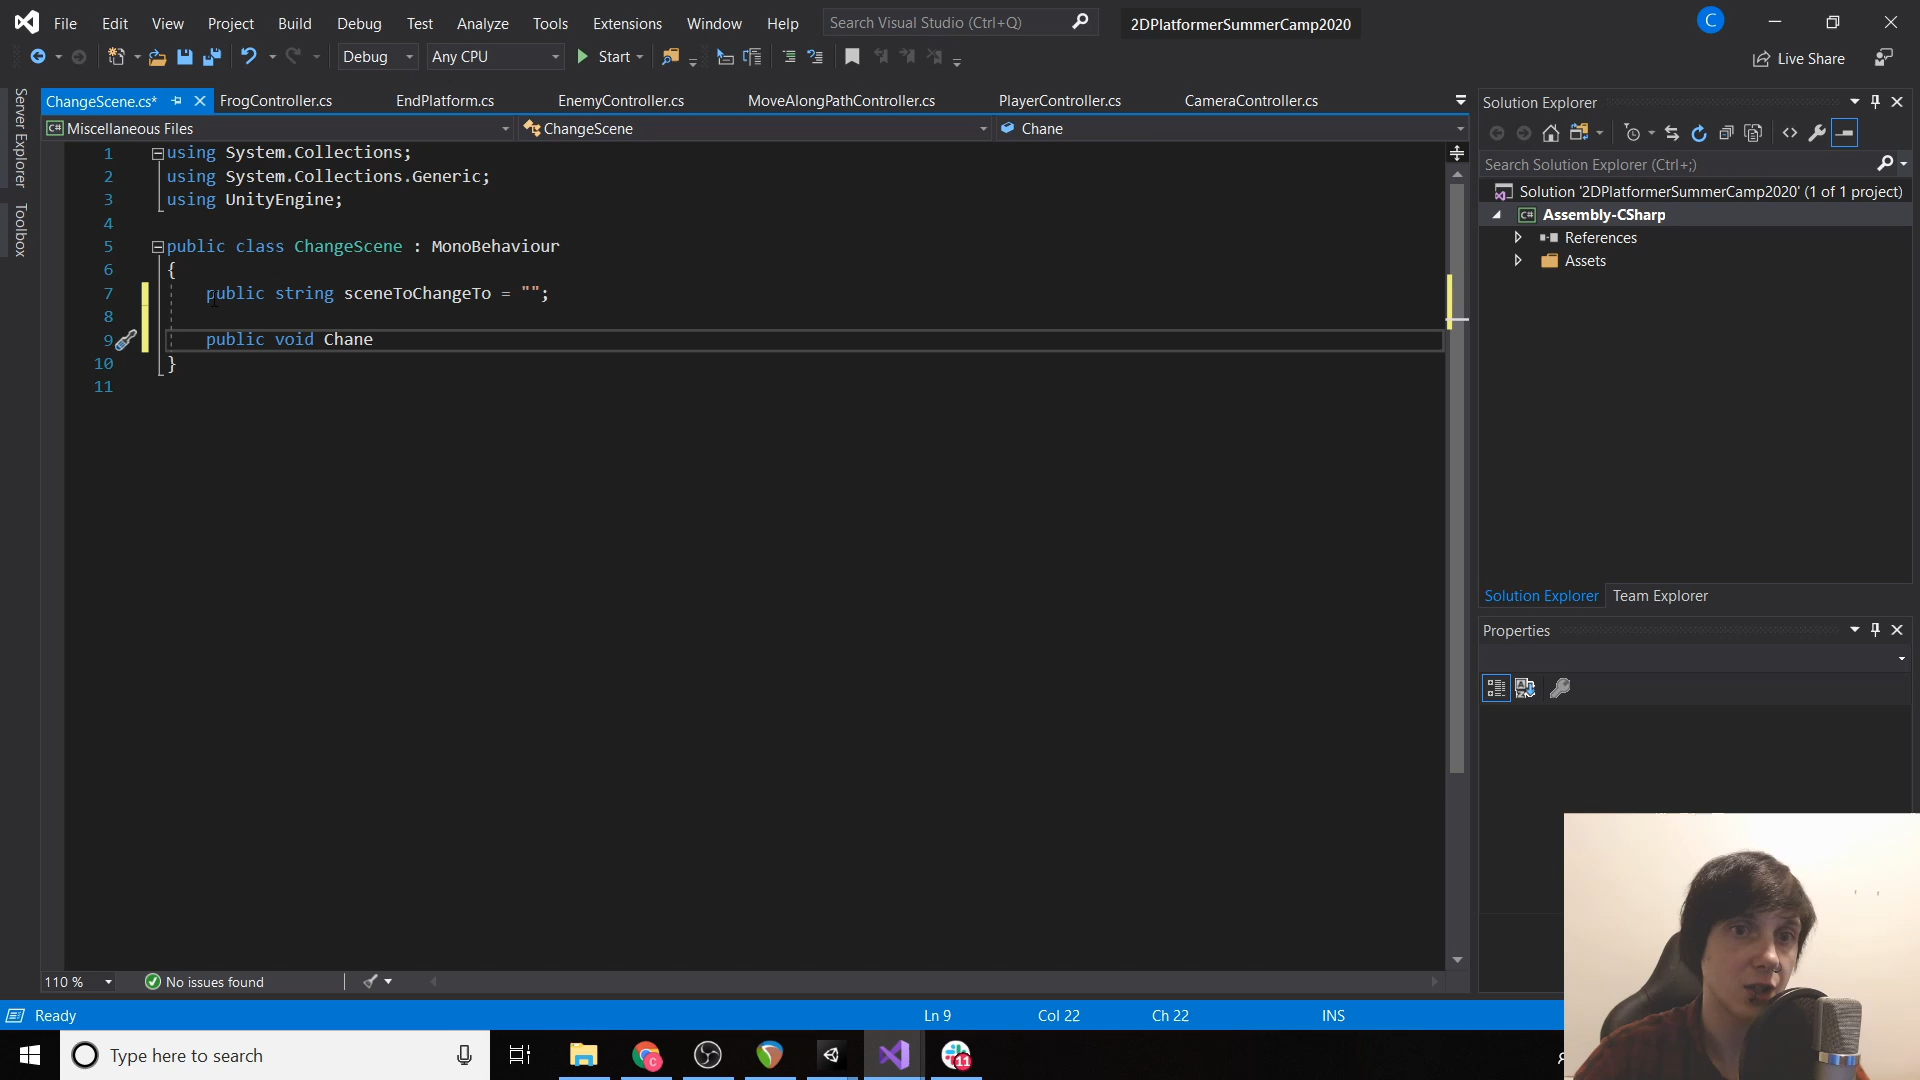 File Edit View Project Build Debug Test Analyze Tools Extensions Window Help Search Visual Studio (Ctrl+Q) 2DPlatformerSummerCamp2020 C
Debug Any CPU Start Live Share
Server Explorer
Toolbox
ChangeScene.cs* FrogController.cs EndPlatform.cs EnemyController.cs MoveAlongPathController.cs PlayerController.cs CameraController.cs
C# Miscellaneous Files ChangeScene Chane
1 using System.Collections;
2 using System.Collections.Generic;
3 using UnityEngine;
4
5 public class ChangeScene : MonoBehaviour
6 {
7 public string sceneToChangeTo = "";
8
9 public void Chane
10 }
11
110 % No issues found
Solution Explorer
Search Solution Explorer (Ctrl+;)
Solution '2DPlatformerSummerCamp2020' (1 of 1 project)
C# Assembly-CSharp
References
Assets
Solution Explorer Team Explorer
Properties
Ready Ln 9 Col 22 Ch 22 INS
Type here to search C 11